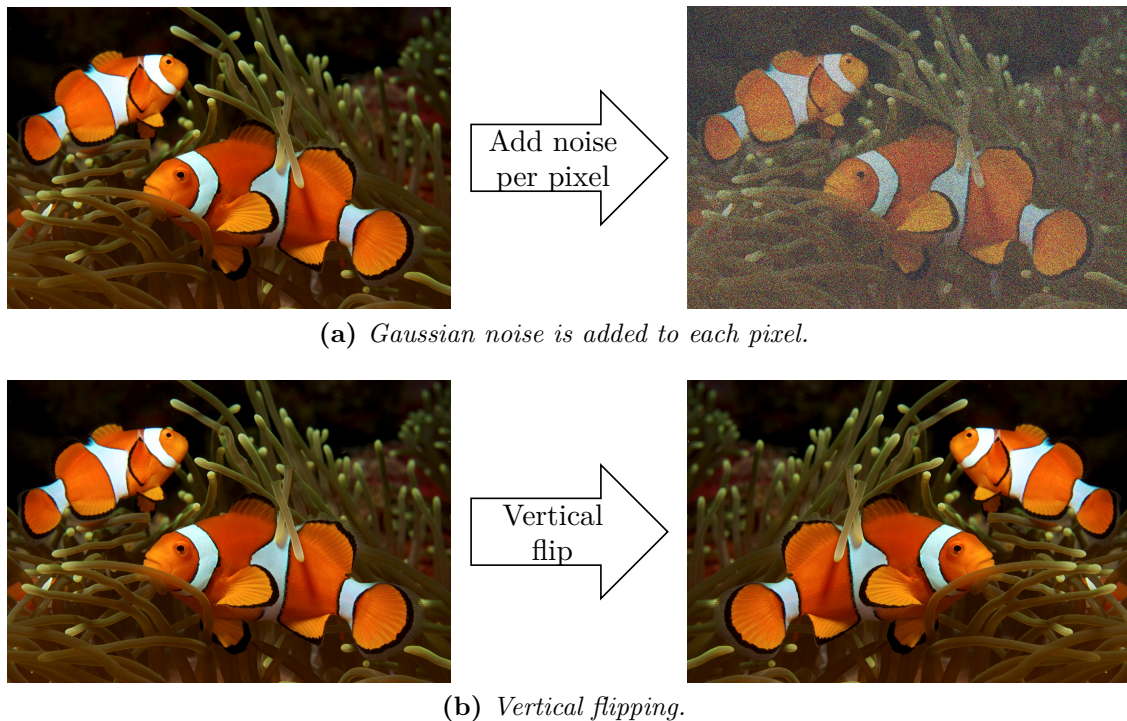 Add noise
per pixel
(a) Gaussian noise is added to each pixel.
Vertical
flip
(b) Vertical flipping.